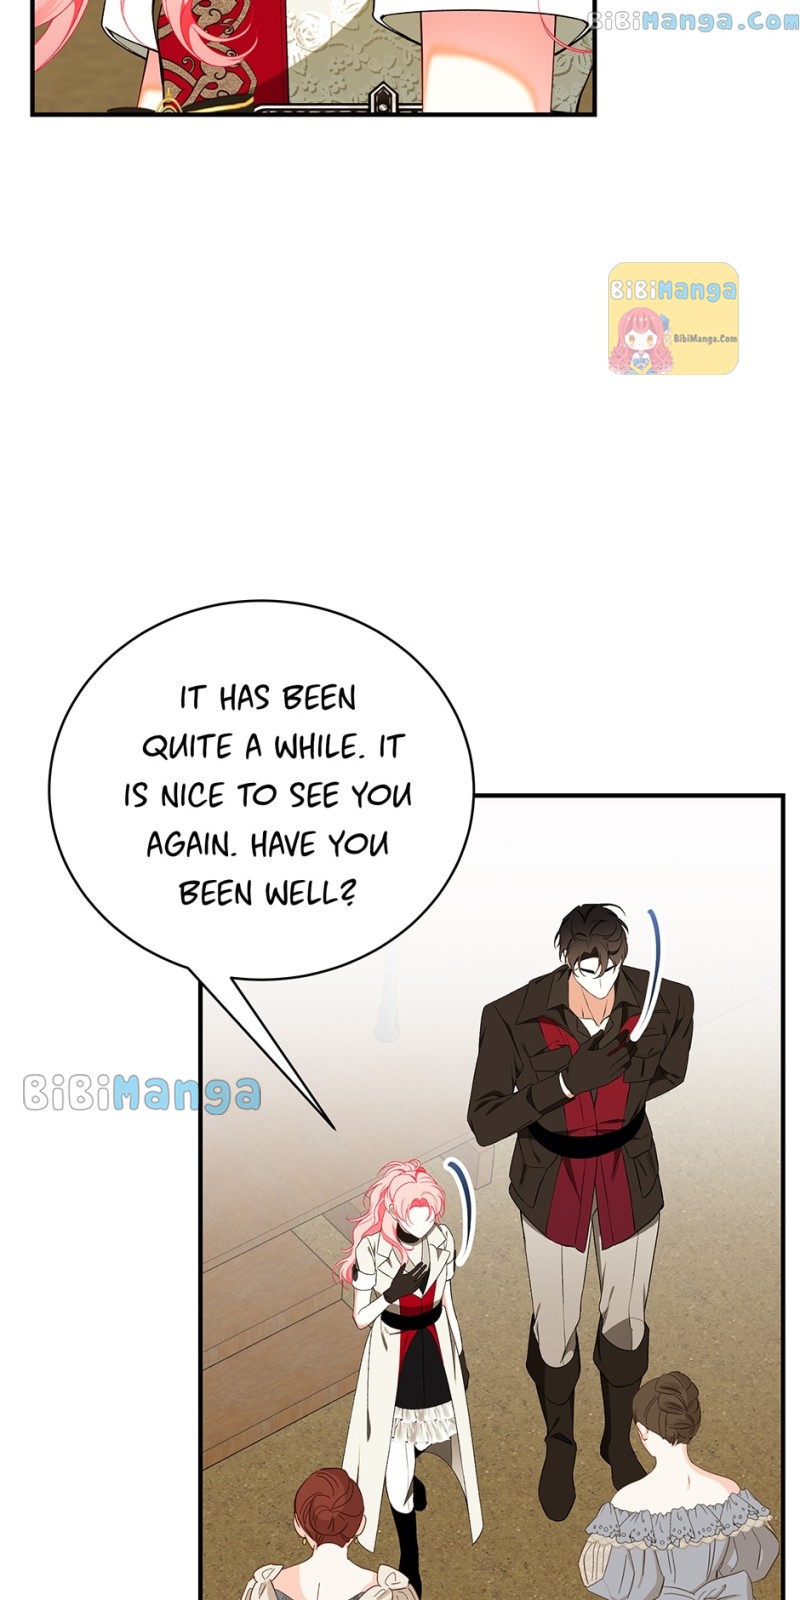 BiBiManga.Com
BiBiManga
BibiManga.Com
IT HAS BEEN
QUITE A WHILE. IT
IS NICE TO SEE YOU
AGAIN. HAVE YOU
BEEN WELL?
BiBiManga